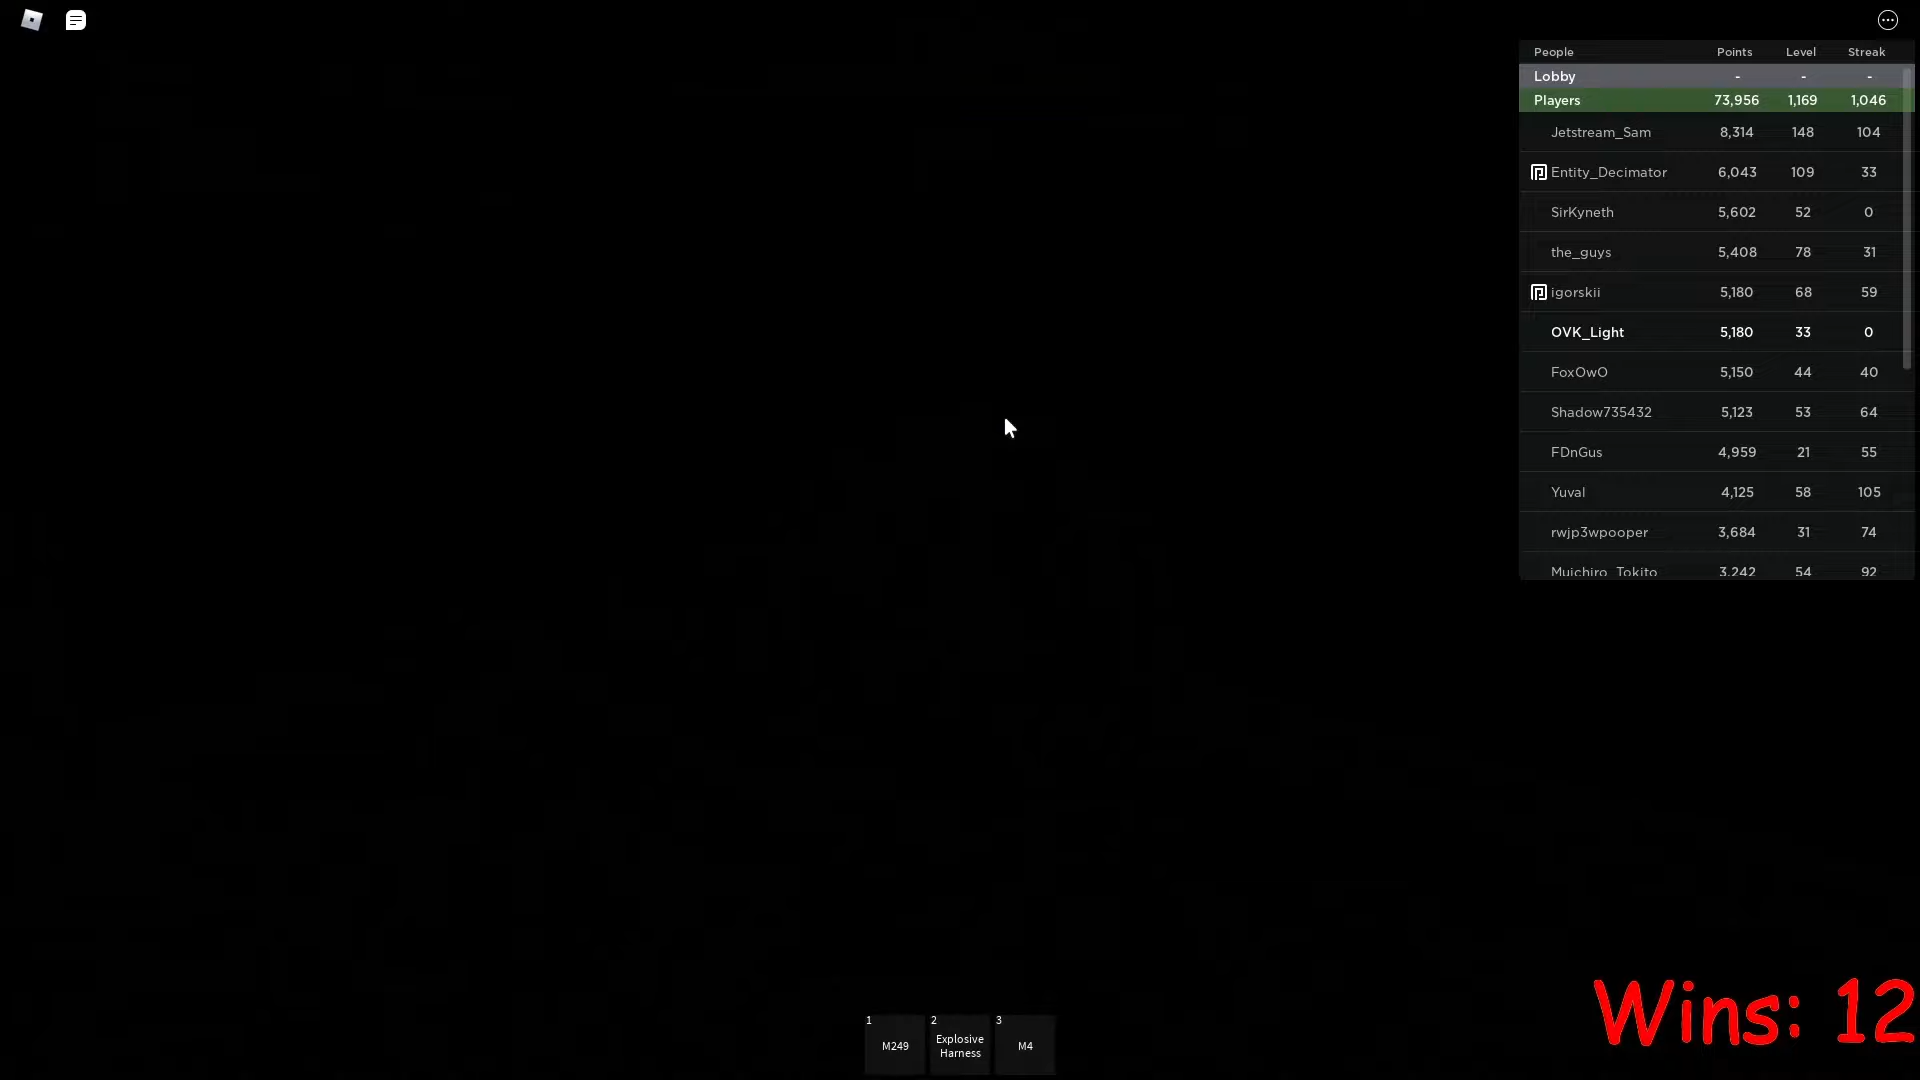 People Points Level Streak
Lobby - - -
Players 73,956 1,169 1,046
Jetstream_Sam 8,314 148 104
Entity_Decimator 6,043 109 33
SirKyneth 5,602 52 0
the_guys 5,408 78 31
igorskii 5,180 68 59
OVK_Light 5,180 33 0
FoxOwO 5,150 44 40
Shadow735432 5,123 53 64
FDnGus 4,959 21 55
Yuval 4,125 58 105
rwjp3wpooper 3,684 31 74
Muichiro_Tokito 3,242 54 92
Wins: 12
1 2 3
M249 Explosive Harness M4